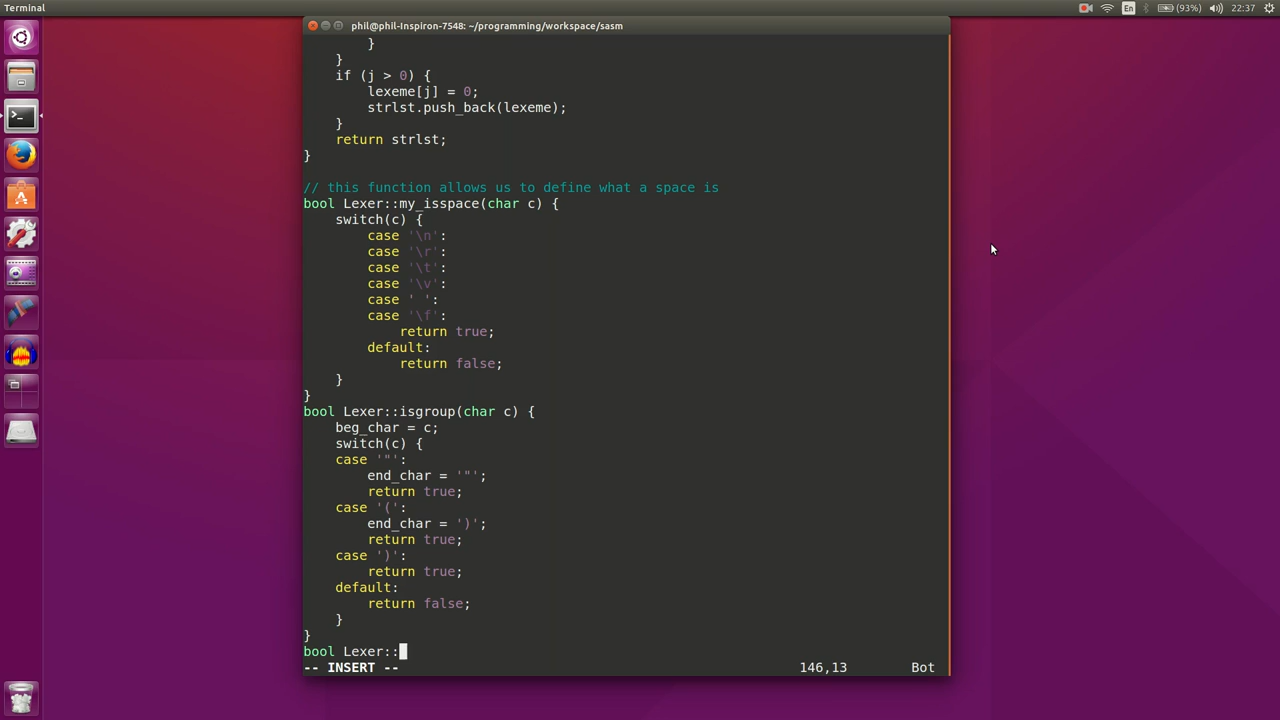 Terminal
En
(93%)
22:37
phil@phil-Inspiron-7548: ~/programming/workspace/sasm
            }
        }
    if (j > 0) {
        lexeme[j] = 0;
        strlst.push_back(lexeme);
    }
    return strlst;
}
// this function allows us to define what a space is
bool Lexer::my_isspace(char c) {
    switch(c) {
        case '\n':
        case '\r':
        case '\t':
        case '\v':
        case ' ':
        case '\f':
            return true;
        default:
            return false;
    }
}
bool Lexer::isgroup(char c) {
    beg_char = c;
    switch(c) {
    case '"':
        end_char = '"';
        return true;
    case '(':
        end_char = ')';
        return true;
    case ')':
        return true;
    default:
        return false;
    }
}
bool Lexer::
-- INSERT --
146,13
Bot